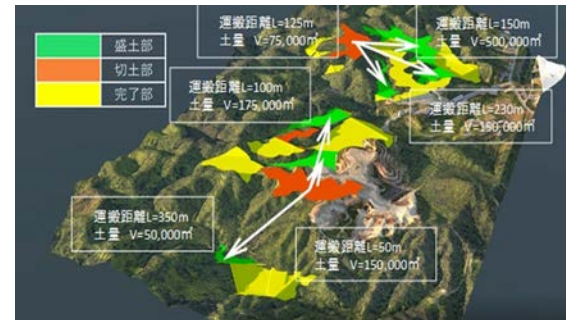 盛土部
切土部
完了部
運搬距離L=125m
土量 V=75,000㎥
運搬距離L=150m
土量 V=500,000㎥
運搬距離L=100m
土量 V=175,000㎥
運搬距離L=230m
土量 V=150,000㎥
運搬距離L=350m
土量 V=50,000㎥
運搬距離L=50m
土量 V=150,000㎥